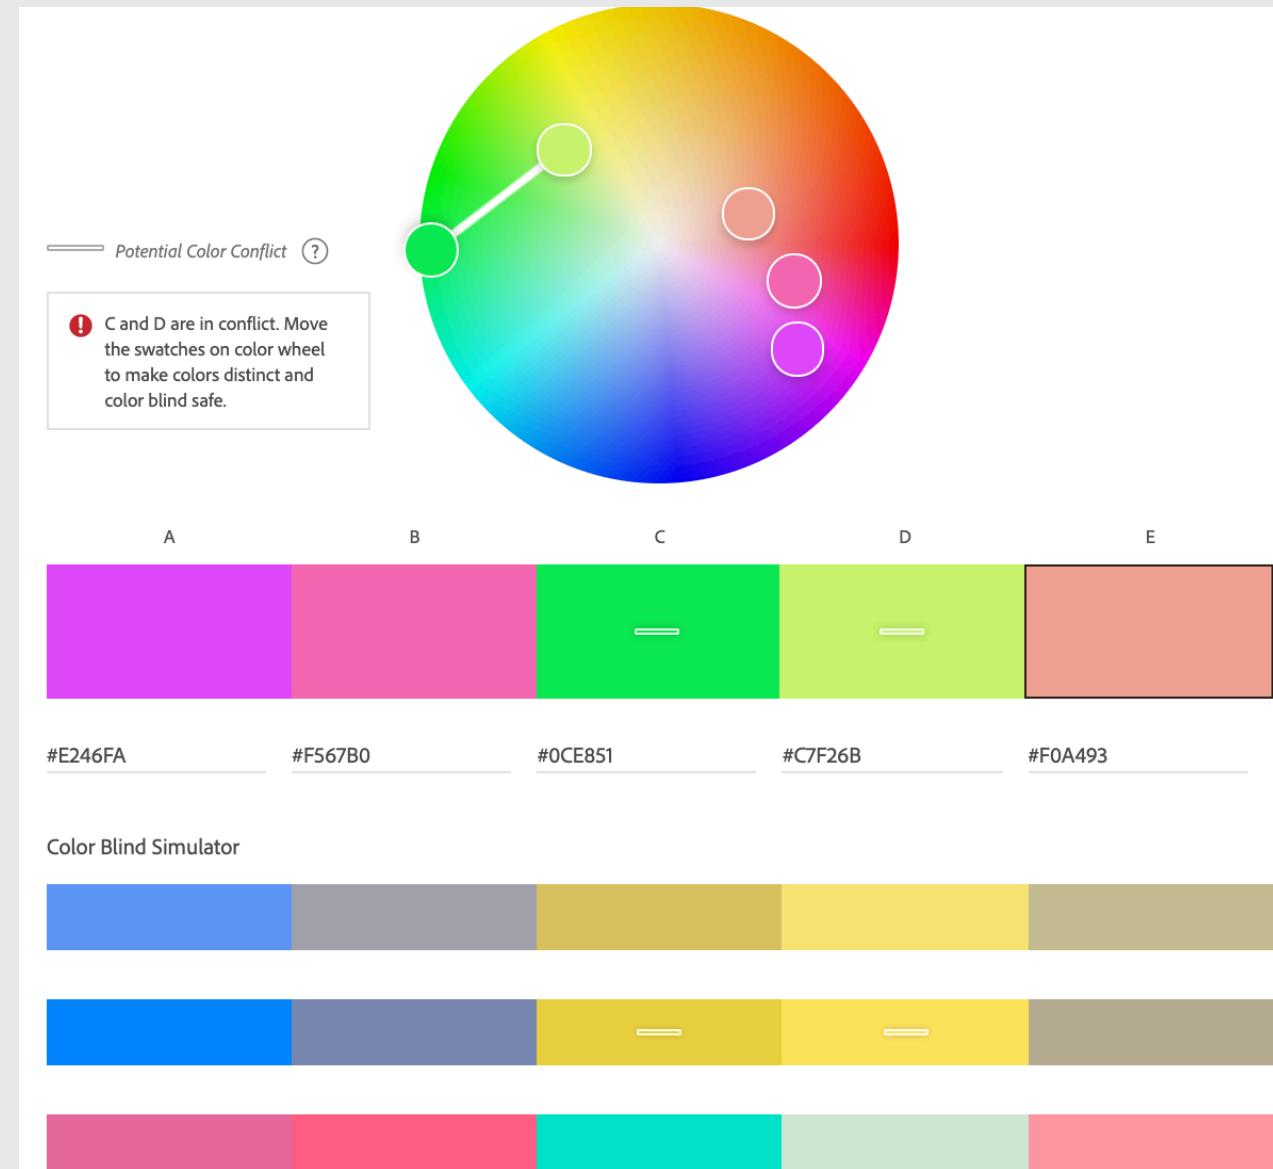 Potential Color Conflict ?
! C and D are in conflict. Move
the swatches on color wheel
to make colors distinct and
color blind safe.
A B C D E
#E246FA #F567B0 #0CE851 #C7F26B #F0A493
Color Blind Simulator